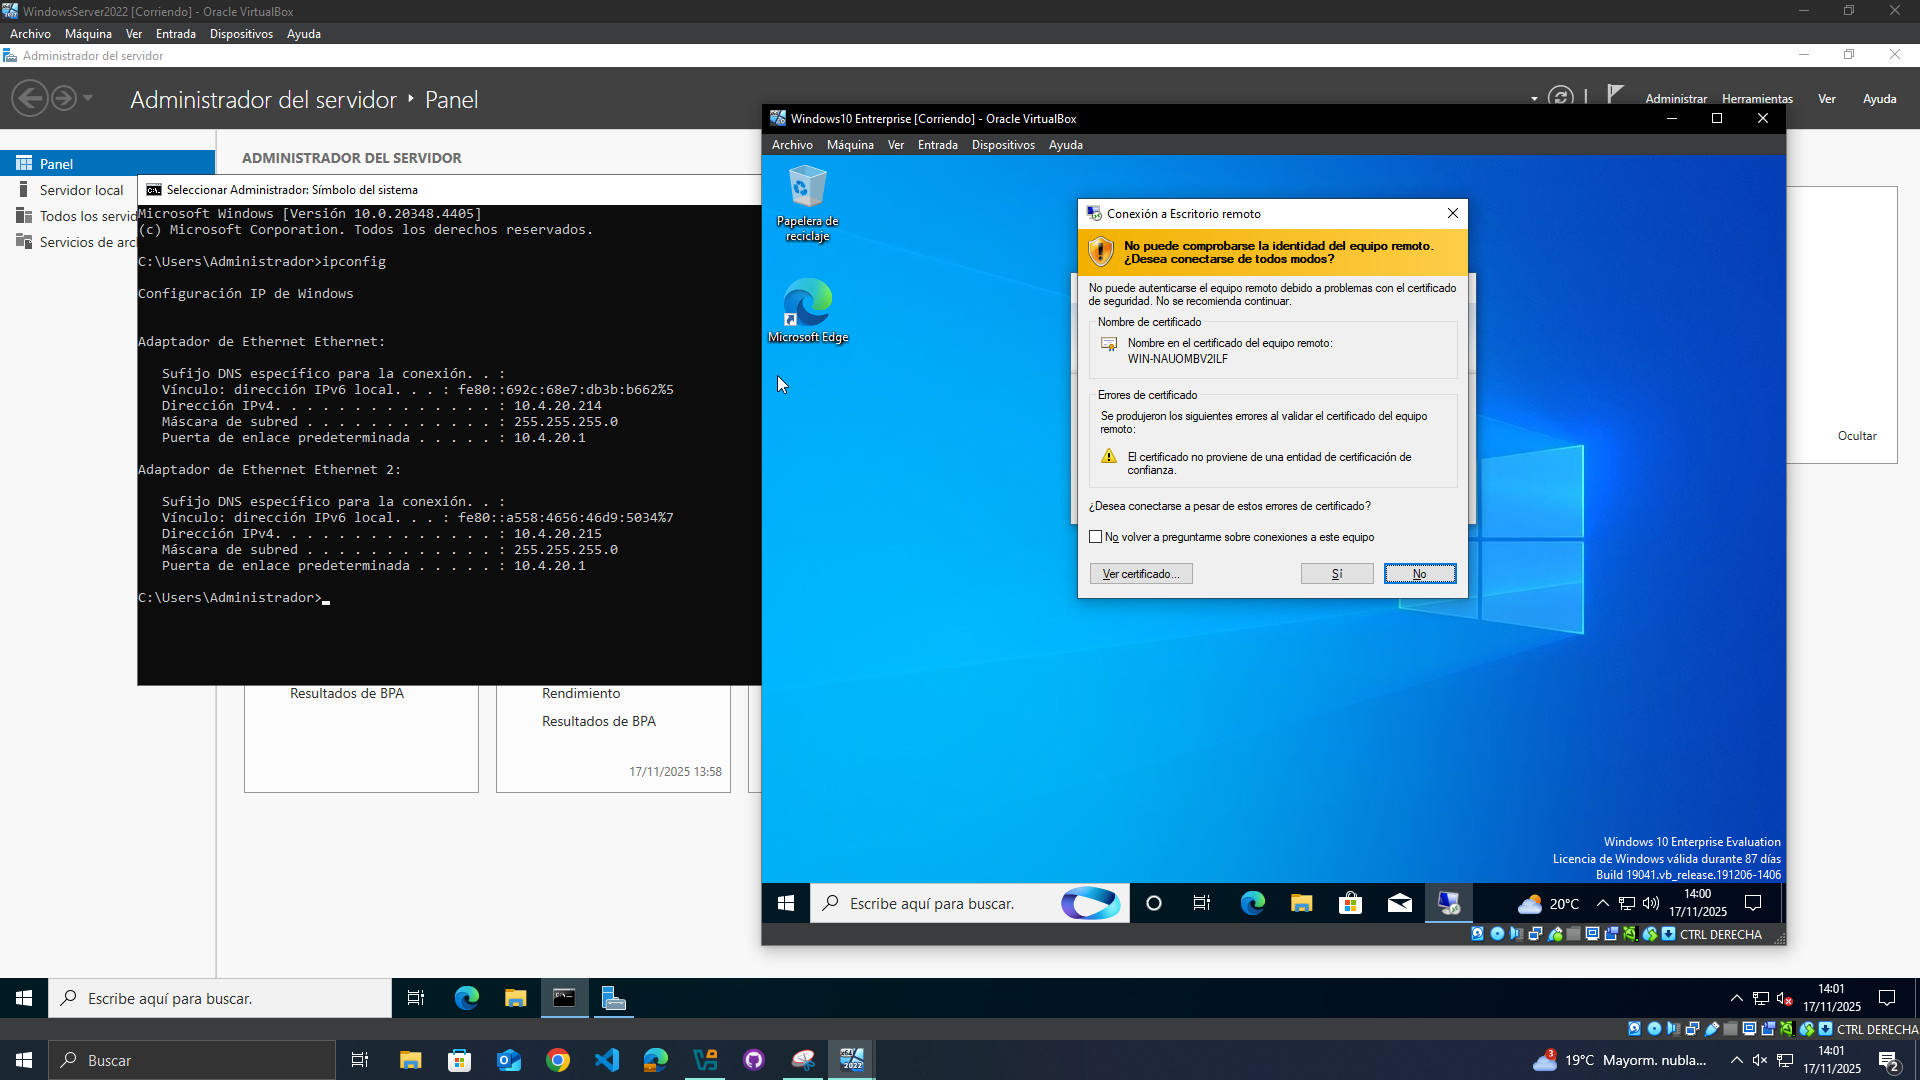 WindowsServer2022 [Corriendo] - Oracle VirtualBox
Archivo Máquina Ver Entrada Dispositivos Ayuda
Administrador del servidor
Administrador del servidor ‣ Panel
Administrar Herramientas Ver Ayuda
Panel
Servidor local
Todos los servid
Servicios de arc
ADMINISTRADOR DEL SERVIDOR
Seleccionar Administrador: Símbolo del sistema
Microsoft Windows [Versión 10.0.20348.4405]
(c) Microsoft Corporation. Todos los derechos reservados.
C:\Users\Administrador>ipconfig
Configuración IP de Windows
Adaptador de Ethernet Ethernet:
Sufijo DNS específico para la conexión. . :
Vínculo: dirección IPv6 local. . . : fe80::692c:68e7:db3b:b662%5
Dirección IPv4. . . . . . . . . . . . . . : 10.4.20.214
Máscara de subred . . . . . . . . . . . . : 255.255.255.0
Puerta de enlace predeterminada . . . . . : 10.4.20.1
Adaptador de Ethernet Ethernet 2:
Sufijo DNS específico para la conexión. . :
Vínculo: dirección IPv6 local. . . : fe80::a558:4656:46d9:5034%7
Dirección IPv4. . . . . . . . . . . . . . : 10.4.20.215
Máscara de subred . . . . . . . . . . . . : 255.255.255.0
Puerta de enlace predeterminada . . . . . : 10.4.20.1
C:\Users\Administrador>
Resultados de BPA
Rendimiento
Resultados de BPA
17/11/2025 13:58
Ocultar
Windows10 Entrerprise [Corriendo] - Oracle VirtualBox
Archivo Máquina Ver Entrada Dispositivos Ayuda
Papelera de
reciclaje
Microsoft Edge
Conexión a Escritorio remoto
No puede comprobarse la identidad del equipo remoto.
¿Desea conectarse de todos modos?
No puede autenticarse el equipo remoto debido a problemas con el certificado
de seguridad. No se recomienda continuar.
Nombre de certificado
Nombre en el certificado del equipo remoto:
WIN-NAUOMBV2ILF
Errores de certificado
Se produjeron los siguientes errores al validar el certificado del equipo
remoto:
El certificado no proviene de una entidad de certificación de
confianza.
¿Desea conectarse a pesar de estos errores de certificado?
No volver a preguntarme sobre conexiones a este equipo
Ver certificado... Sí No
Windows 10 Enterprise Evaluation
Licencia de Windows válida durante 87 días
Build 19041.vb_release.191206-1406
Escribe aquí para buscar.
20°C
14:00
17/11/2025
CTRL DERECHA
Escribe aquí para buscar.
14:01
17/11/2025
CTRL DERECHA
Buscar
x64
2022
3
19°C Mayorm. nubla...
14:01
17/11/2025
2